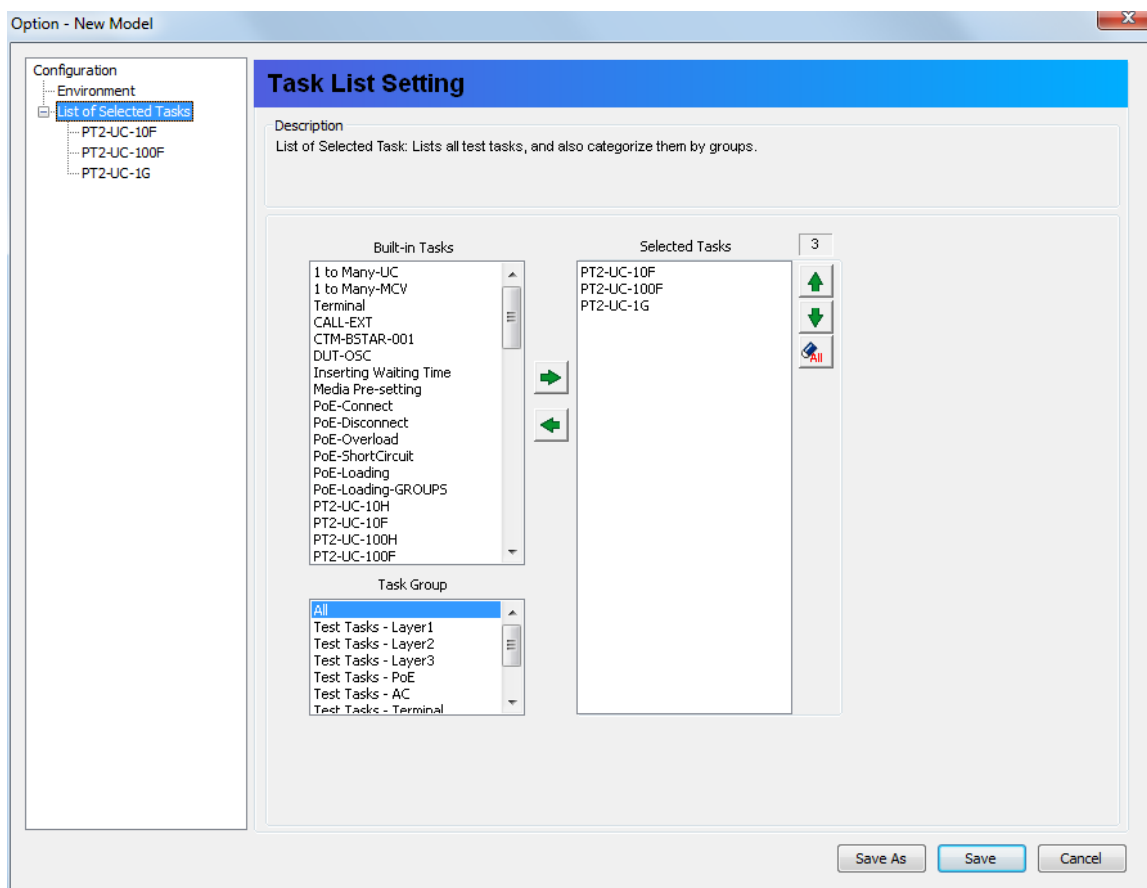 Option - New Model
x
Configuration
Environment
List of Selected Tasks
PT2-UC-10F
PT2-UC-100F
PT2-UC-1G
Task List Setting
Description
List of Selected Task: Lists all test tasks, and also categorize them by groups.
Built-in Tasks
1 to Many-UC
1 to Many-MCV
Terminal
CALL-EXT
CTM-BSTAR-001
DUT-OSC
Inserting Waiting Time
Media Pre-setting
PoE-Connect
PoE-Disconnect
PoE-Overload
PoE-ShortCircuit
PoE-Loading
PoE-Loading-GROUPS
PT2-UC-10H
PT2-UC-10F
PT2-UC-100H
PT2-UC-100F
Task Group
All
Test Tasks - Layer1
Test Tasks - Layer2
Test Tasks - Layer3
Test Tasks - PoE
Test Tasks - AC
Test Tasks - Terminal
Selected Tasks
3
PT2-UC-10F
PT2-UC-100F
PT2-UC-1G
All
Save As
Save
Cancel